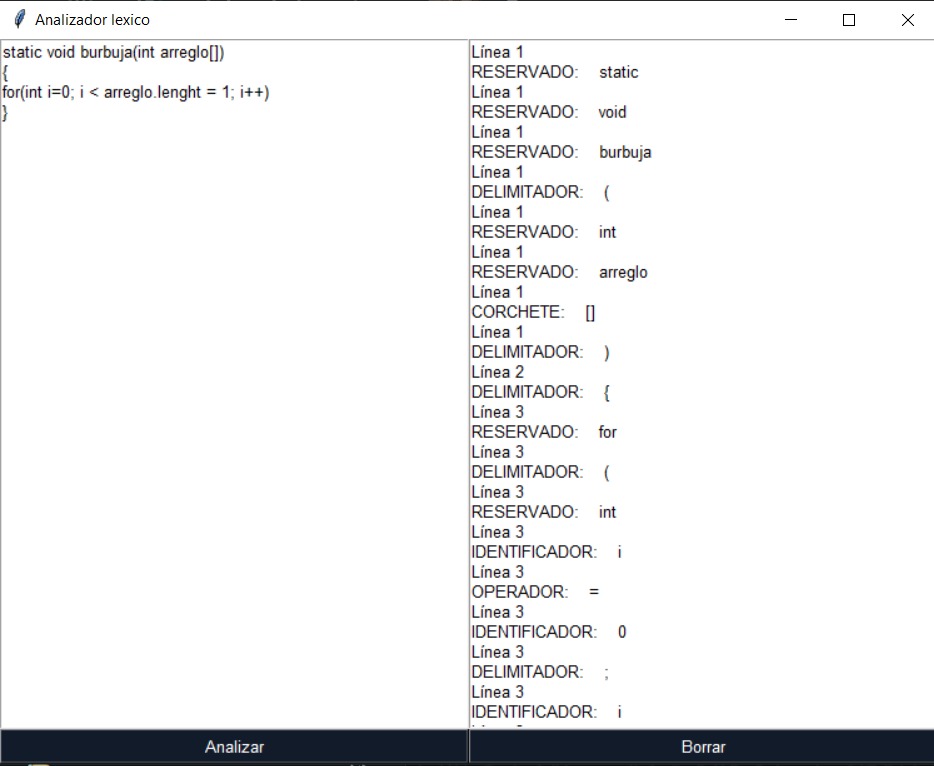 Analizador lexico
static void burbuja(int arreglo[])
{
for(int i=0; i < arreglo.lenght = 1; i++)
}
Línea 1
RESERVADO: static
Línea 1
RESERVADO: void
Línea 1
RESERVADO: burbuja
Línea 1
DELIMITADOR: (
Línea 1
RESERVADO: int
Línea 1
RESERVADO: arreglo
Línea 1
CORCHETE: []
Línea 1
DELIMITADOR: )
Línea 2
DELIMITADOR: {
Línea 3
RESERVADO: for
Línea 3
DELIMITADOR: (
Línea 3
RESERVADO: int
Línea 3
IDENTIFICADOR: i
Línea 3
OPERADOR: =
Línea 3
IDENTIFICADOR: 0
Línea 3
DELIMITADOR: ;
Línea 3
IDENTIFICADOR: i
Analizar
Borrar